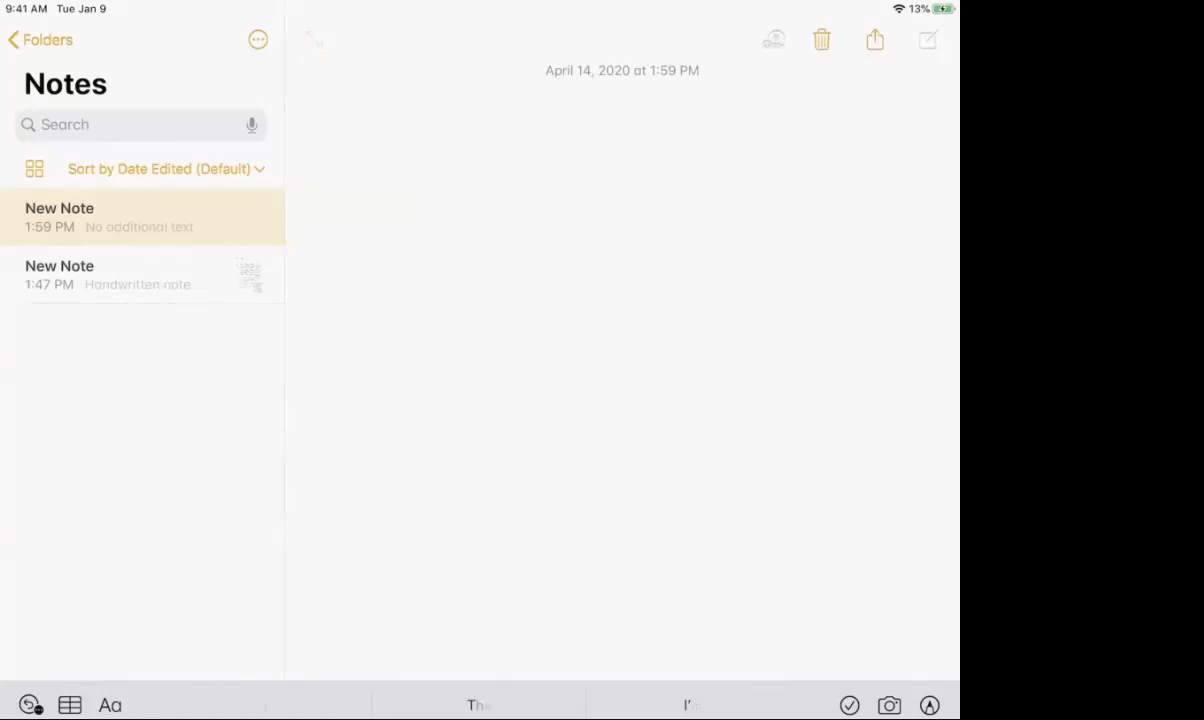 9:41 AM Tue Jan 9 13%
Folders
April 14, 2020 at 1:59 PM
Notes
Search
Sort by Date Edited (Default)
New Note
1:59 PM No additional text
New Note
1:47 PM Handwritten note
Aa The I'm